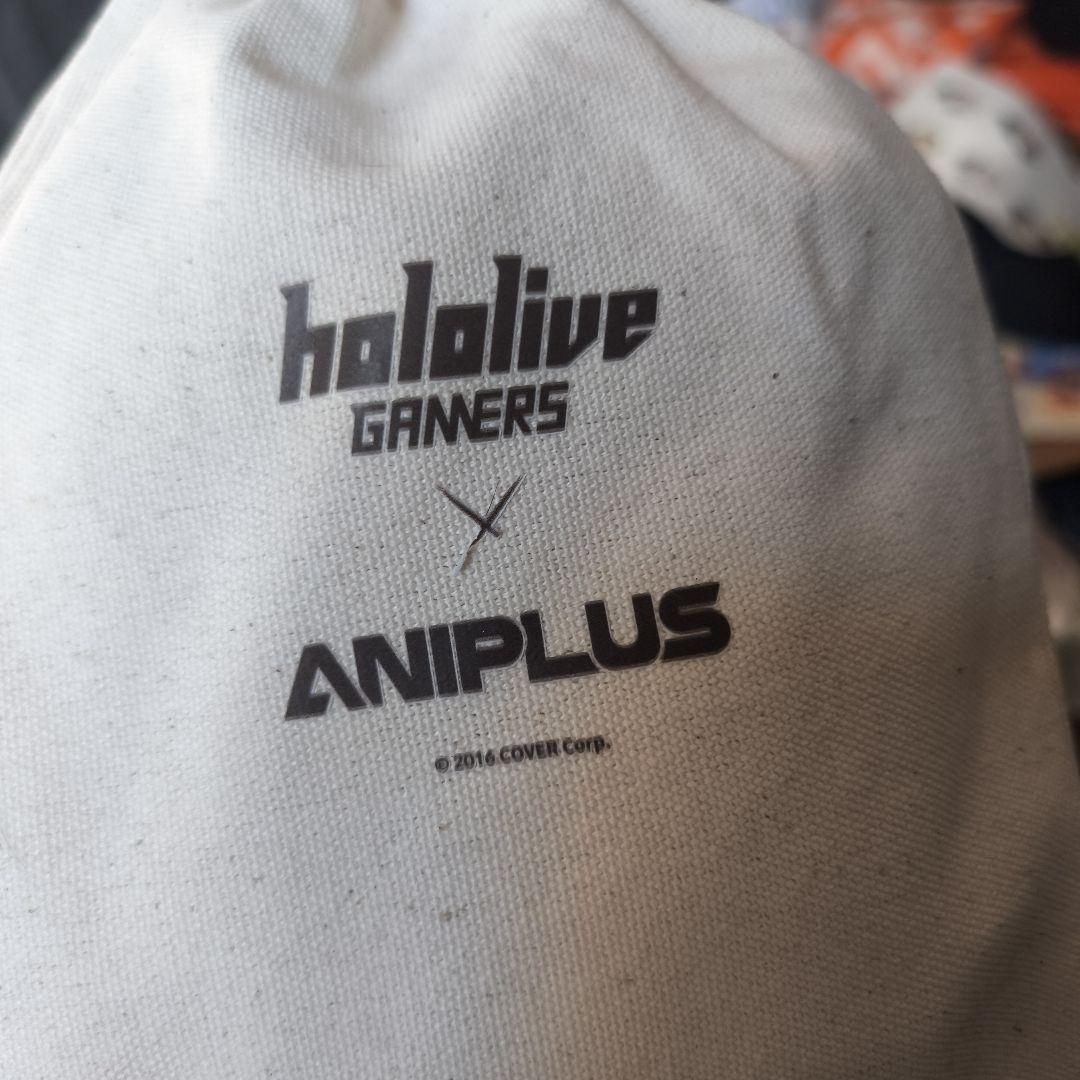 hololive
GAMERS
X
ANIPLUS
© 2016 COVER Corp.